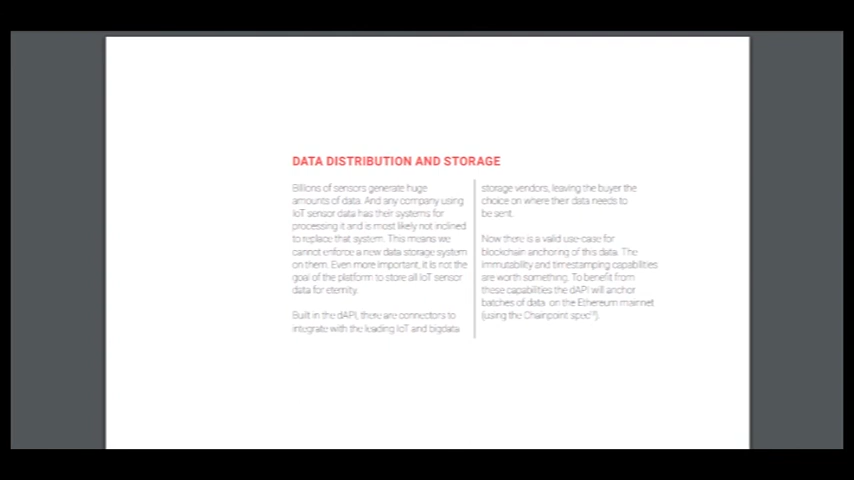 DATA DISTRIBUTION AND STORAGE
Billions of sensors generate huge
amounts of data. And any company using
IoT sensor data has their systems for
processing it and is most likely not inclined
to replace that system. This means we
cannot enforce a new data storage system
on them. Even more important, it is not the
goal of the platform to store all IoT sensor
data for eternity.
Built in the dAPI, there are connectors to
integrate with the leading IoT and bigdata
storage vendors, leaving the buyer the
choice on where their data needs to
be sent.
Now there is a valid use-case for
blockchain anchoring of this data. The
immutability and timestamping capabilities
are worth something. To benefit from
these capabilities the dAPI will anchor
batches of data on the Ethereum mainnet
(using the Chainpoint spec).